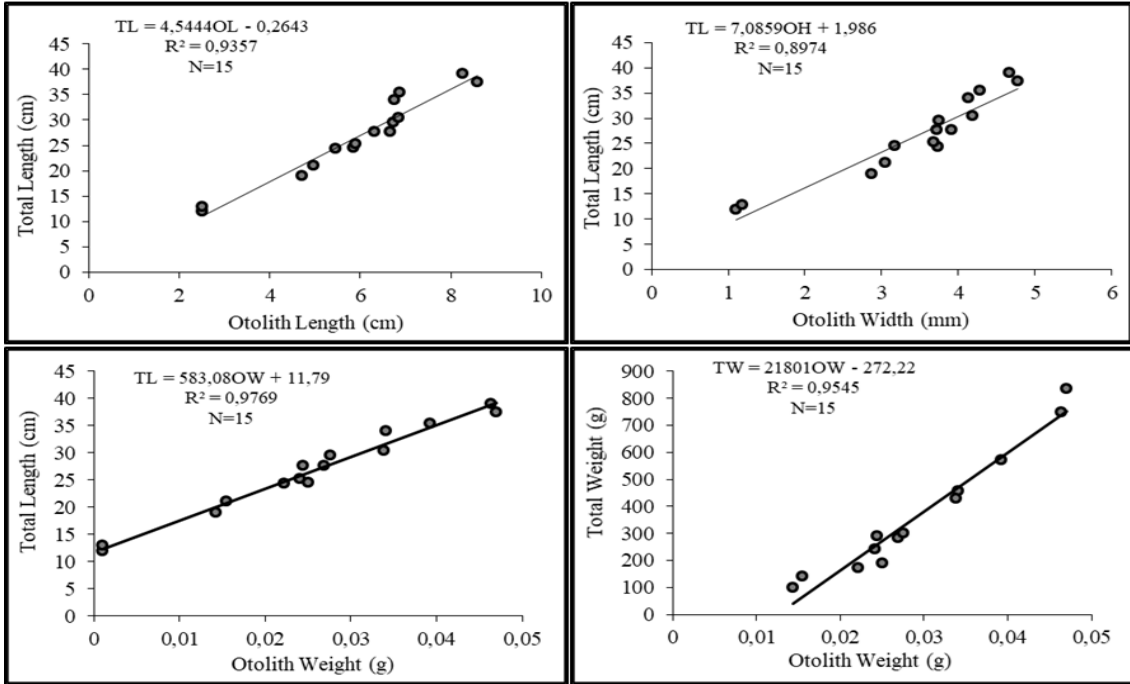 TL = 4,5444OL - 0,2643
R² = 0,9357
N=15
45
40
35
30
25
20
15
10
5
0
Total Length (cm)
0 2 4 6 8 10
Otolith Length (cm)
TL = 7,0859OH + 1,986
R² = 0,8974
N=15
45
40
35
30
25
20
15
10
5
0
Total Length (cm)
0 1 2 3 4 5 6
Otolith Width (mm)
TL = 583,08OW + 11,79
R² = 0,9769
N=15
45
40
35
30
25
20
15
10
5
0
Total Length (cm)
0 0,01 0,02 0,03 0,04 0,05
Otolith Weight (g)
TW = 21801OW - 272,22
R² = 0,9545
N=15
900
800
700
600
500
400
300
200
100
0
Total Weight (g)
0 0,01 0,02 0,03 0,04 0,05
Otolith Weight (g)